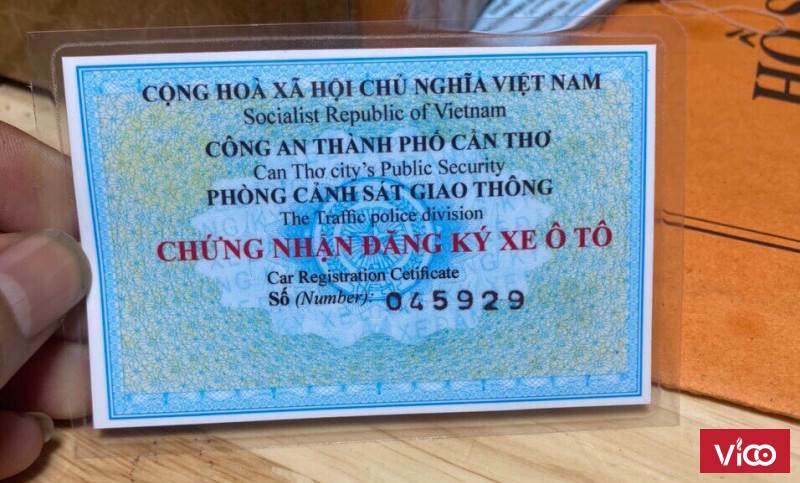 CỘNG HOÀ XÃ HỘI CHỦ NGHĨA VIỆT NAM
Socialist Republic of Vietnam
CÔNG AN THÀNH PHỐ CẦN THƠ
Can Thơ city's Public Security
PHÒNG CẢNH SÁT GIAO THÔNG
The Traffic police division
CHỨNG NHẬN ĐĂNG KÝ XE Ô TÔ
Car Registration Cetificate
Số (Number): 045929
VICO